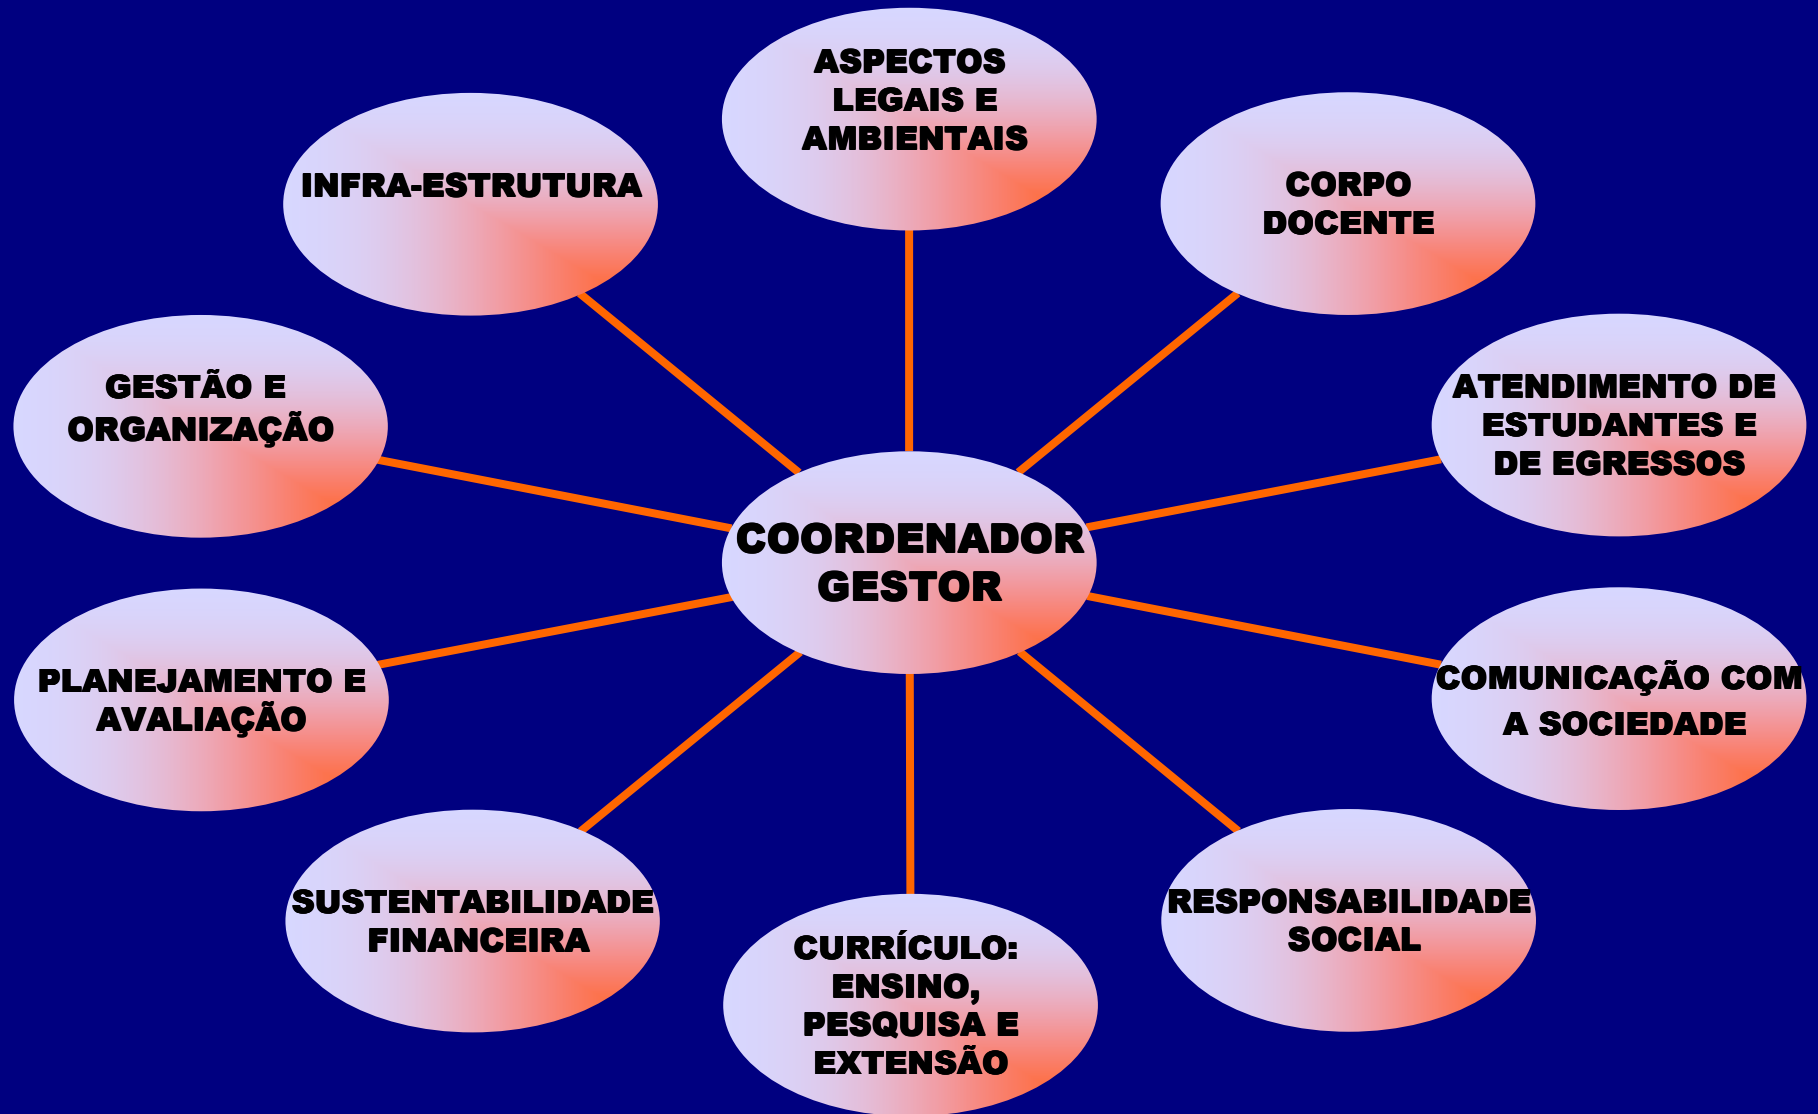 ASPECTOS
LEGAIS E
AMBIENTAIS
INFRA-ESTRUTURA
CORPO
DOCENTE
GESTÃO E
ORGANIZAÇÃO
ATENDIMENTO DE
ESTUDANTES E
DE EGRESSOS
COORDENADOR
GESTOR
PLANEJAMENTO E
AVALIAÇÃO
COMUNICAÇÃO COM
A SOCIEDADE
SUSTENTABILIDADE
FINANCEIRA
CURRÍCULO:
ENSINO,
PESQUISA E
EXTENSÃO
RESPONSABILIDADE
SOCIAL